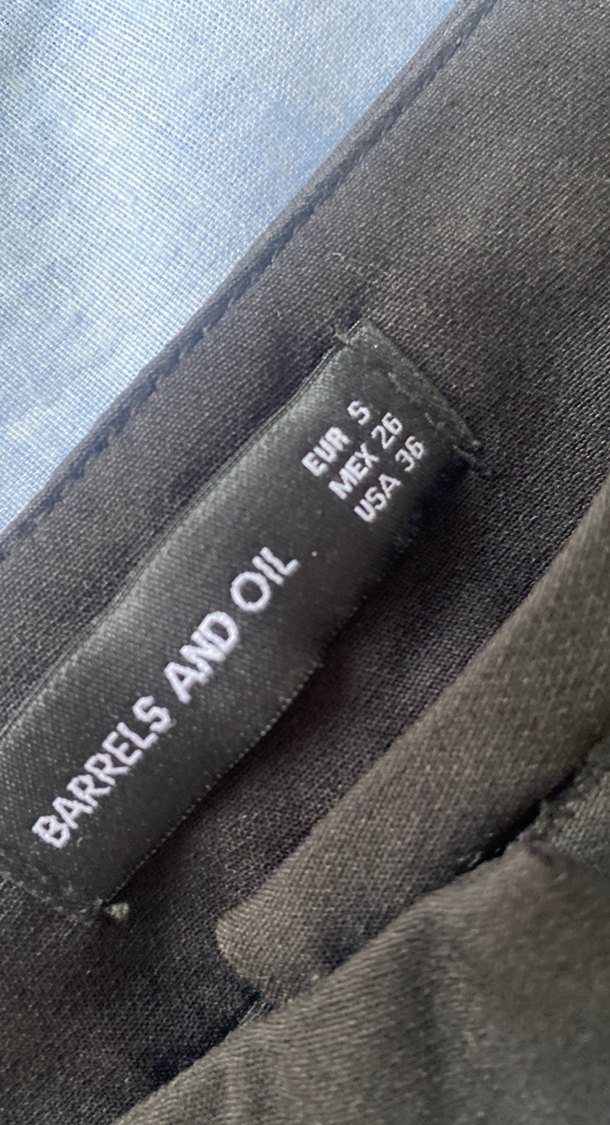 BARRELS AND OIL
EUR S
MEX 26
USA 36